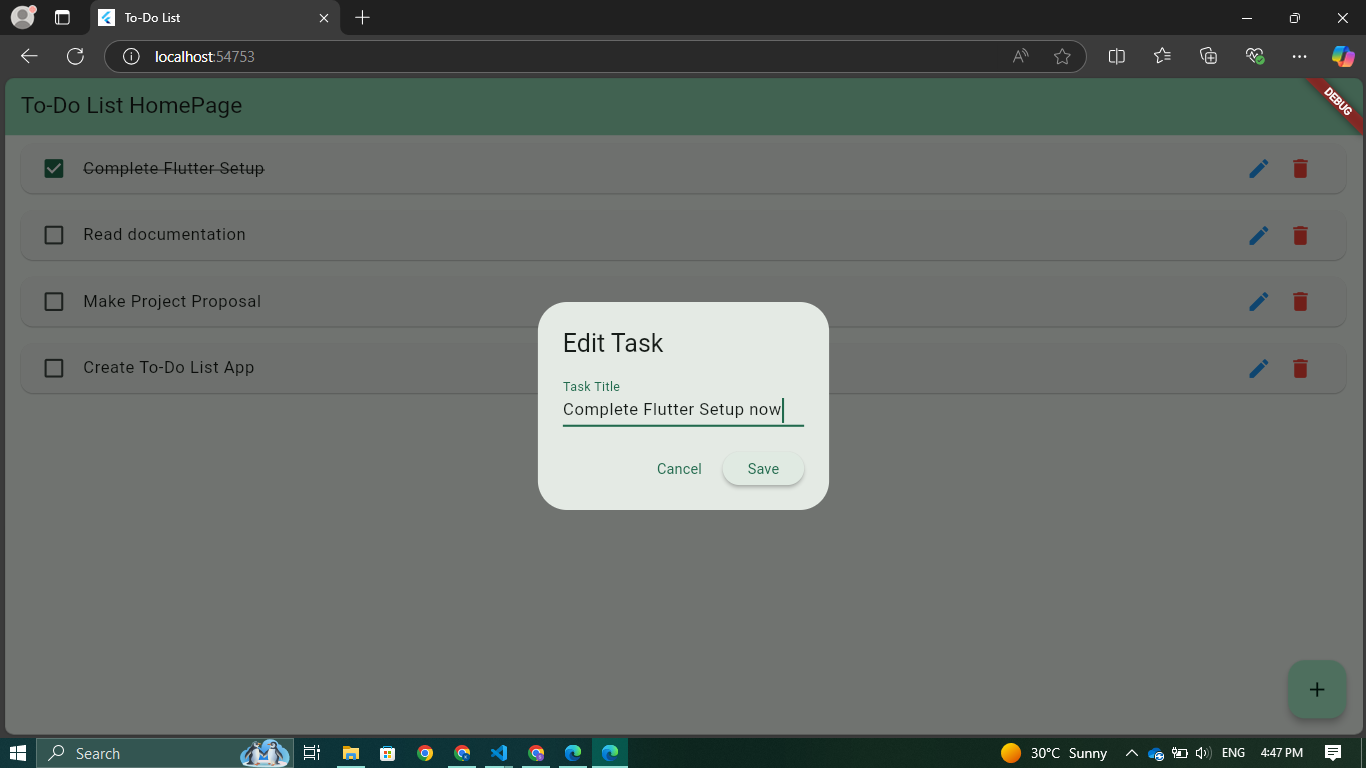 To-Do List
localhost:54753
To-Do List HomePage
DEBUG
Complete Flutter Setup
Read documentation
Make Project Proposal
Create To-Do List App
Edit Task
Task Title
Complete Flutter Setup now
Cancel Save
Search 30°C Sunny ENG 4:47 PM